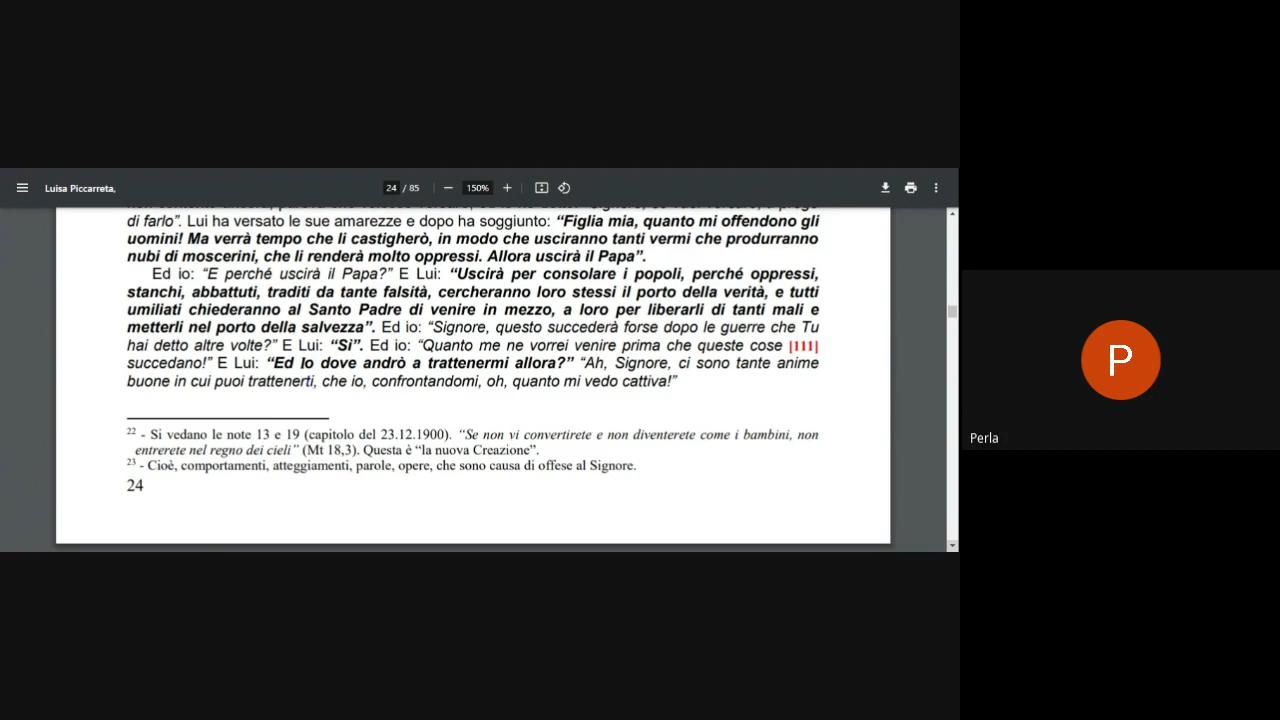 Luisa Piccarreta,
24 / 85
150%
di farlo”. Lui ha versato le sue amarezze e dopo ha soggiunto: “Figlia mia, quanto mi offendono gli
uomini! Ma verrà tempo che li castigherò, in modo che usciranno tanti vermi che produrranno
nubi di moscerini, che li renderà molto oppressi. Allora uscirà il Papa”.
Ed io: “E perché uscirà il Papa?” E Lui: “Uscirà per consolare i popoli, perché oppressi,
stanchi, abbattuti, traditi da tante falsità, cercheranno loro stessi il porto della verità, e tutti
umiliati chiederanno al Santo Padre di venire in mezzo, a loro per liberarli di tanti mali e
metterli nel porto della salvezza”. Ed io: “Signore, questo succederà forse dopo le guerre che Tu
hai detto altre volte?” E Lui: “Sì”. Ed io: “Quanto me ne vorrei venire prima che queste cose [111]
succedano!” E Lui: “Ed Io dove andrò a trattenermi allora?” “Ah, Signore, ci sono tante anime
buone in cui puoi trattenerti, che io, confrontandomi, oh, quanto mi vedo cattiva!”
22 - Si vedano le note 13 e 19 (capitolo del 23.12.1900). “Se non vi convertirete e non diventerete come i bambini, non
entrerete nel regno dei cieli” (Mt 18,3). Questa è “la nuova Creazione”.
23 - Cioè, comportamenti, atteggiamenti, parole, opere, che sono causa di offese al Signore.
24
P
Perla